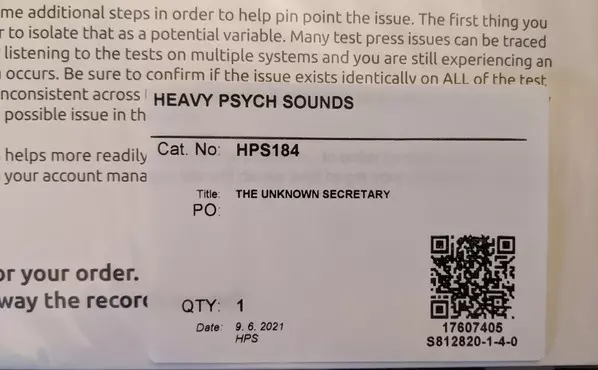 me additional steps in order to help pin point the issue. The first thing you
to isolate that as a potential variable. Many test press issues can be traced
listening to the tests on multiple systems and you are still experiencing an
occurs. Be sure to confirm if the issue exists identically on ALL of the test
nconsistent across
possible issue in th
helps more readily
your account mana
or your order.
way the record
HEAVY PSYCH SOUNDS
Cat. No: HPS184
Title: THE UNKNOWN SECRETARY
PO:
QTY: 1
Date: 9. 6. 2021
HPS
17607405
S812820-1-4-0